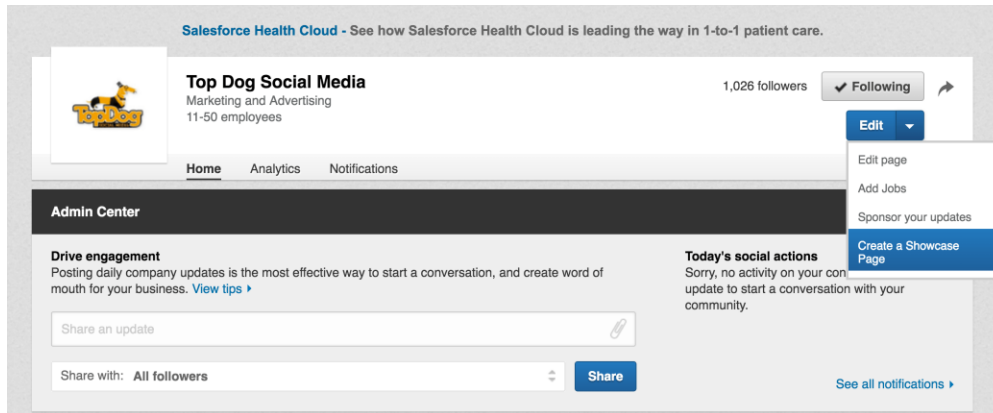 Salesforce Health Cloud - See how Salesforce Health Cloud is leading the way in 1-to-1 patient care.
TopDog
Top Dog Social Media
Marketing and Advertising
11-50 employees
1,026 followers
Following
Edit
Edit page
Add Jobs
Sponsor your updates
Create a Showcase
Page
Home Analytics Notifications
Admin Center
Drive engagement
Posting daily company updates is the most effective way to start a conversation, and create word of
mouth for your business. View tips
Share an update
Share with: All followers
Share
Today's social actions
Sorry, no activity on your con
update to start a conversation with your
community.
See all notifications